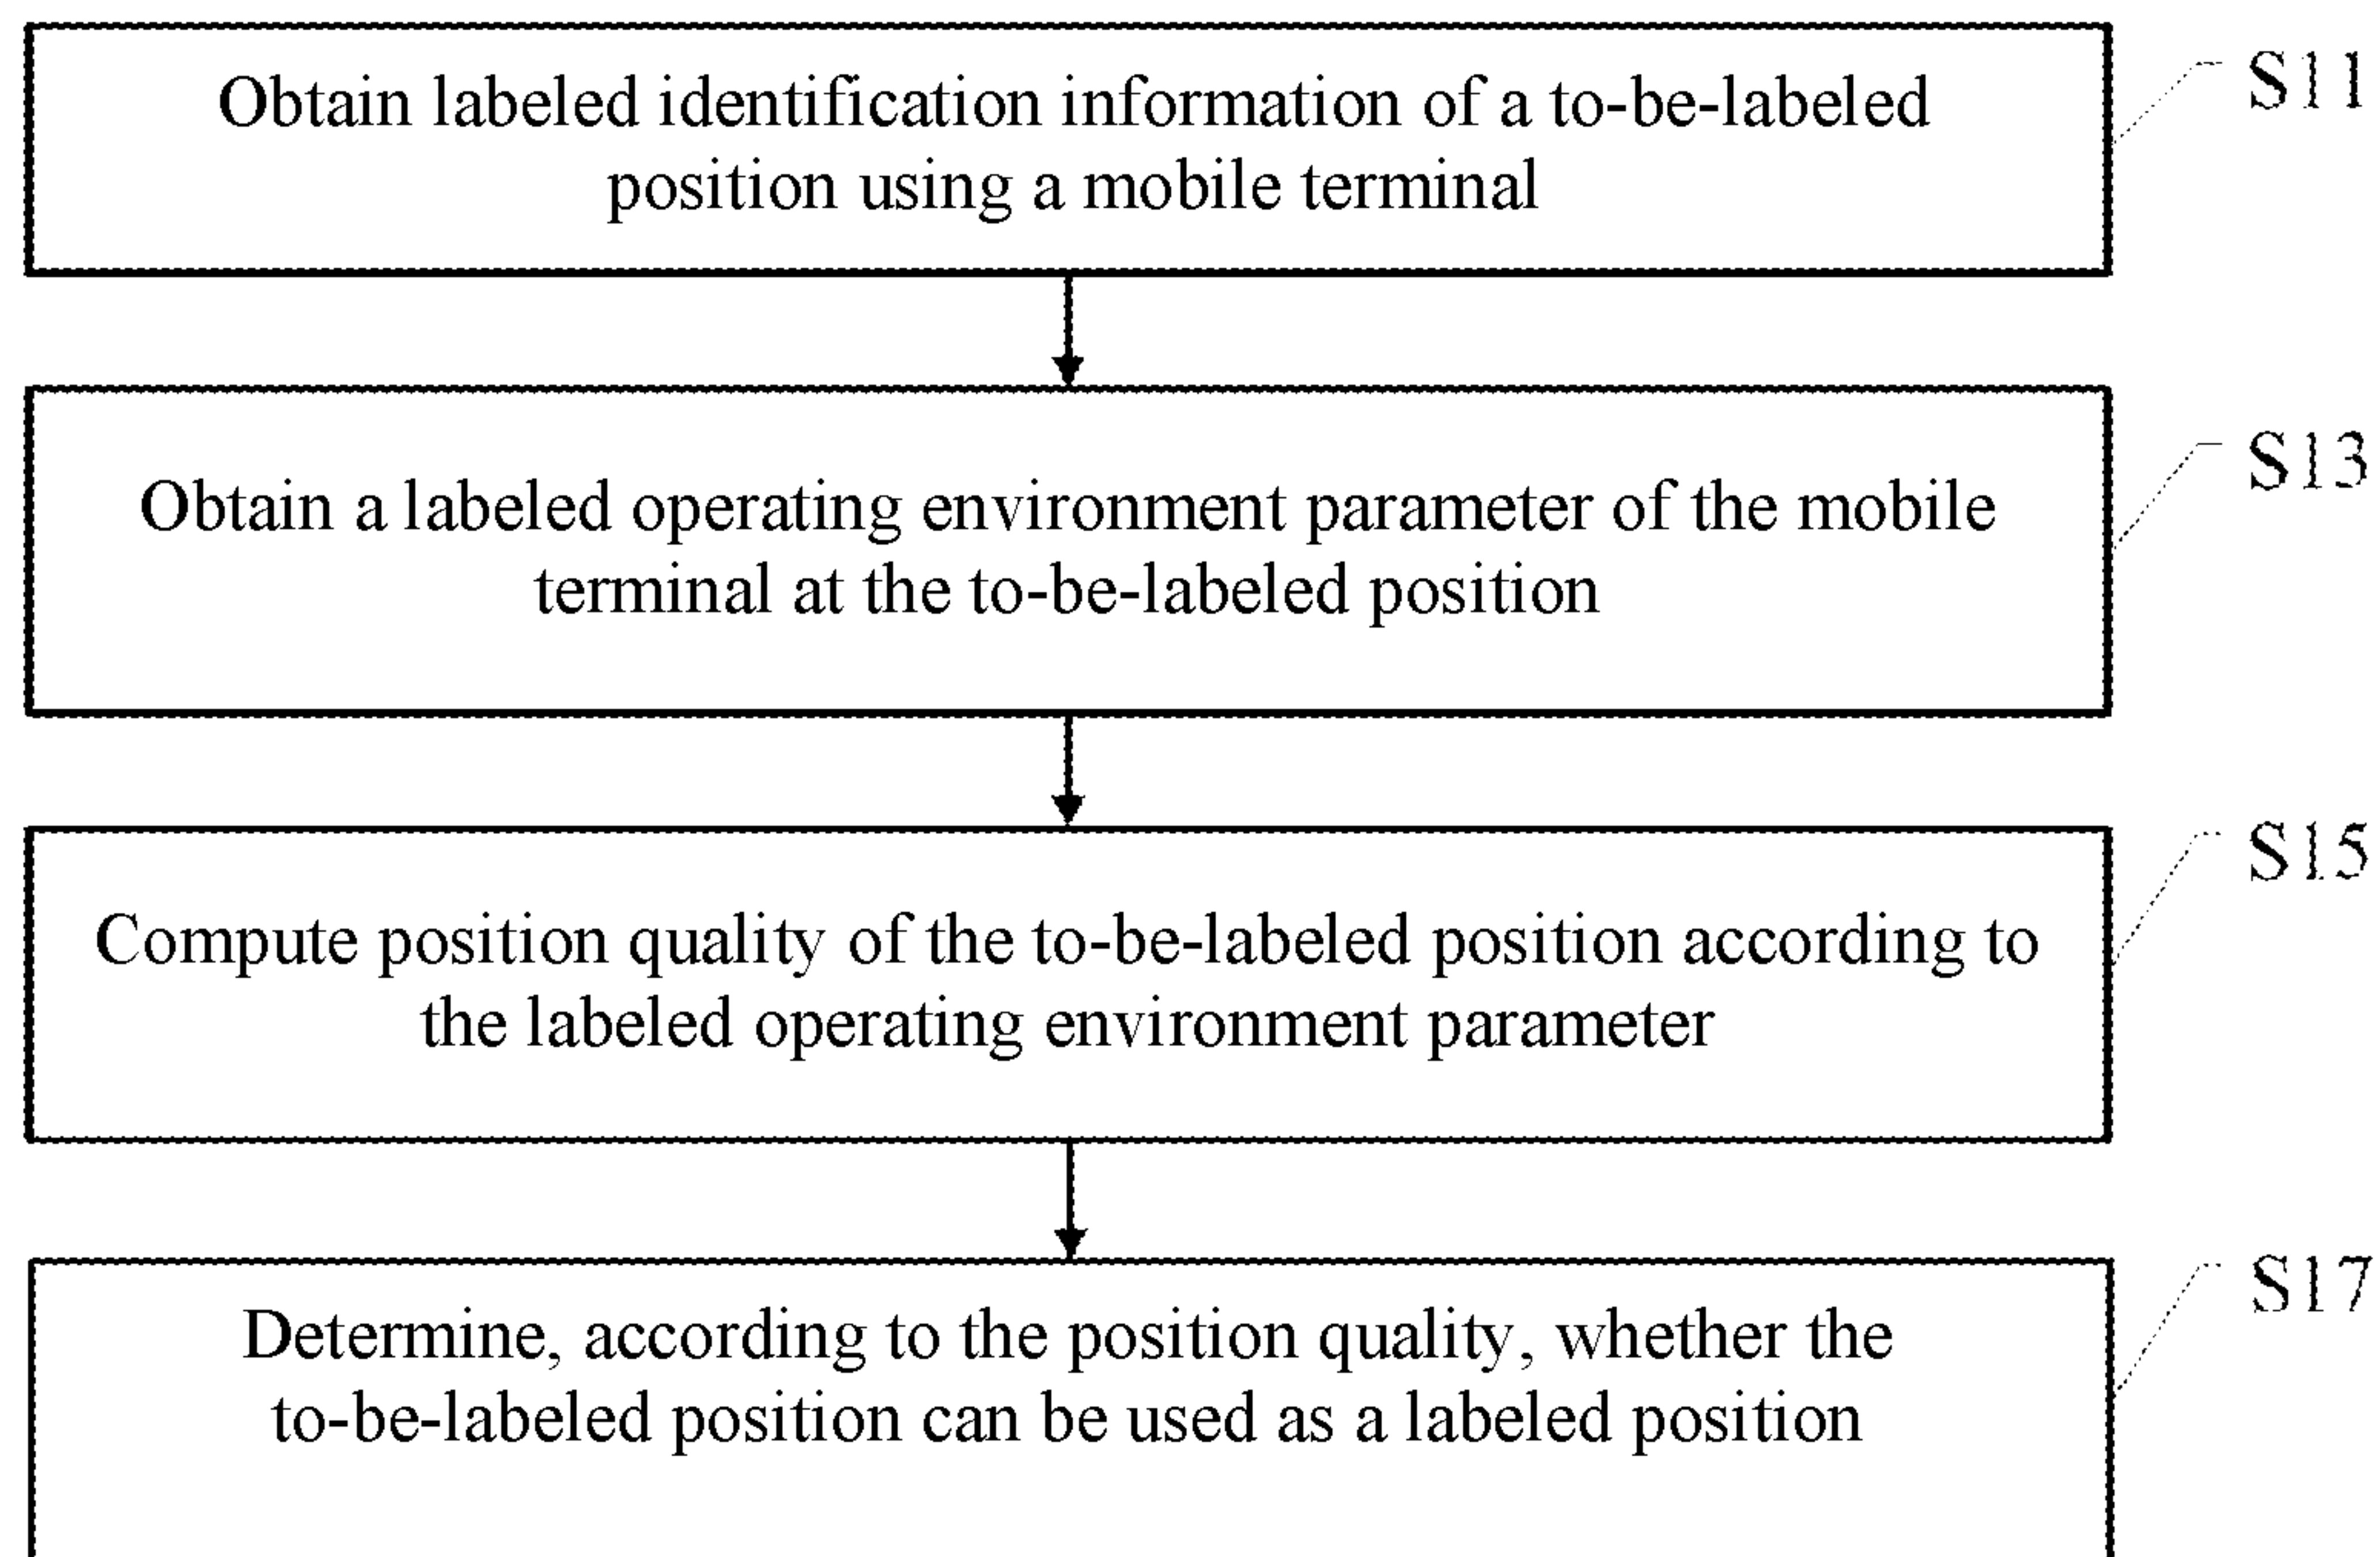 Obtain labeled identification information of a to-be-labeled
position using a mobile terminal
S11
Obtain a labeled operating environment parameter of the mobile
terminal at the to-be-labeled position
S13
Compute position quality of the to-be-labeled position according to
the labeled operating environment parameter
S15
Determine, according to the position quality, whether the
to-be-labeled position can be used as a labeled position
S17